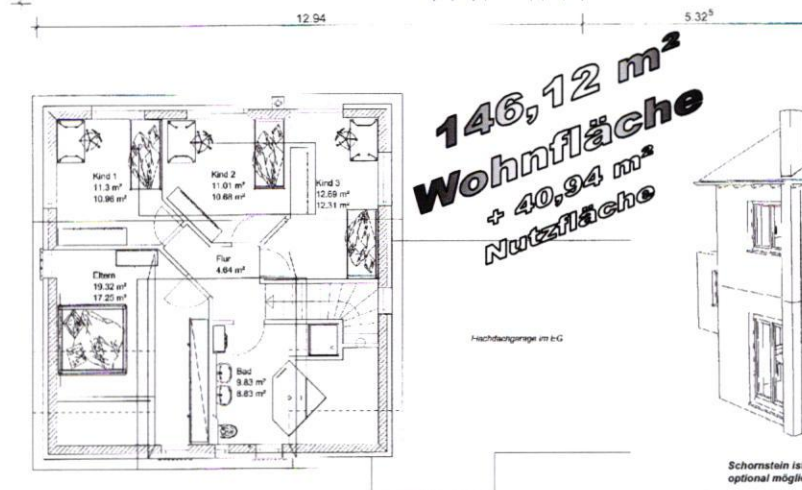 12.94
5.32⁵
146,12 m²
Wohnfläche
+ 40,94 m²
Nutzfläche
Kind 1
11.3 m²
10.96 m²
Kind 2
11.01 m²
10.68 m²
Kind 3
12.69 m²
12.31 m²
Flur
4.64 m²
Eltern
19.32 m²
17.25 m²
Bad
9.83 m²
8.83 m²
Flachdachgarage im EG
Schornstein is
optional mögli